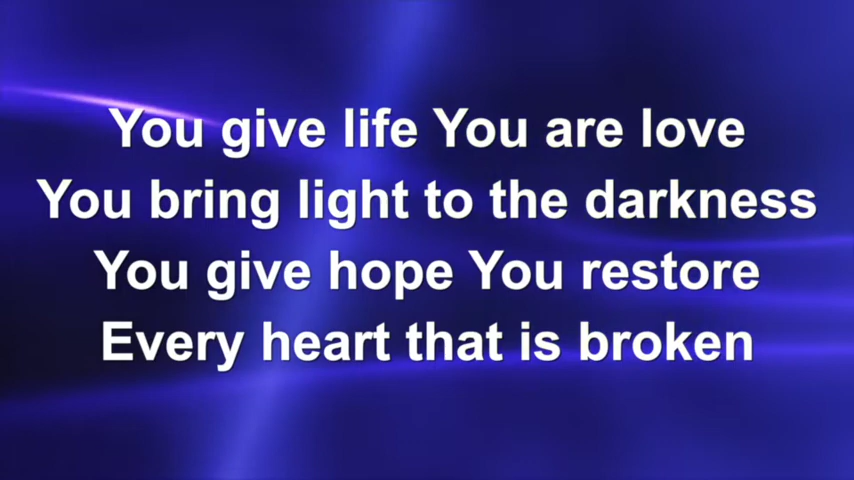 You give life You are love
You bring light to the darkness
You give hope You restore
Every heart that is broken